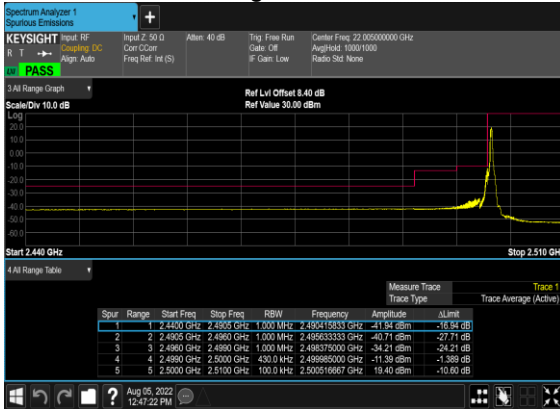 Spectrum Analyzer 1
Spurious Emissions
+
KEYSIGHT Input: RF Input Z: 50 Ω Atten: 40 dB Trig: Free Run Center Freq: 22.005000000 GHz
R T Coupling: DC Corr CCorr Gate: Off Avg|Hold: 1000/1000
Align: Auto Freq Ref: Int (S) IF Gain: Low Radio Std: None
PASS
3 All Range Graph Ref Lvl Offset 8.40 dB
Scale/Div 10.0 dB Ref Value 30.00 dBm
Log
20.0
10.0
0.00
-10.0
-20.0
-30.0
-40.0
-50.0
-60.0
Start 2.440 GHz Stop 2.510 GH
4 All Range Table
Measure Trace Trace 1
Trace Type Trace Average (Active)
Spur Range Start Freq Stop Freq RBW Frequency Amplitude ΔLimit
1 1 2.4400 GHz 2.4905 GHz 1.000 MHz 2.490415833 GHz -41.94 dBm -16.94 dB
2 2 2.4905 GHz 2.4960 GHz 1.000 MHz 2.495633333 GHz -40.71 dBm -27.71 dB
3 3 2.4960 GHz 2.4990 GHz 1.000 MHz 2.498375000 GHz -34.21 dBm -24.21 dB
4 4 2.4990 GHz 2.5000 GHz 430.0 kHz 2.499985000 GHz -11.39 dBm -1.389 dB
5 5 2.5000 GHz 2.5100 GHz 100.0 kHz 2.500516667 GHz 19.40 dBm -10.60 dB
?
Aug 05, 2022
12:47:22 PM